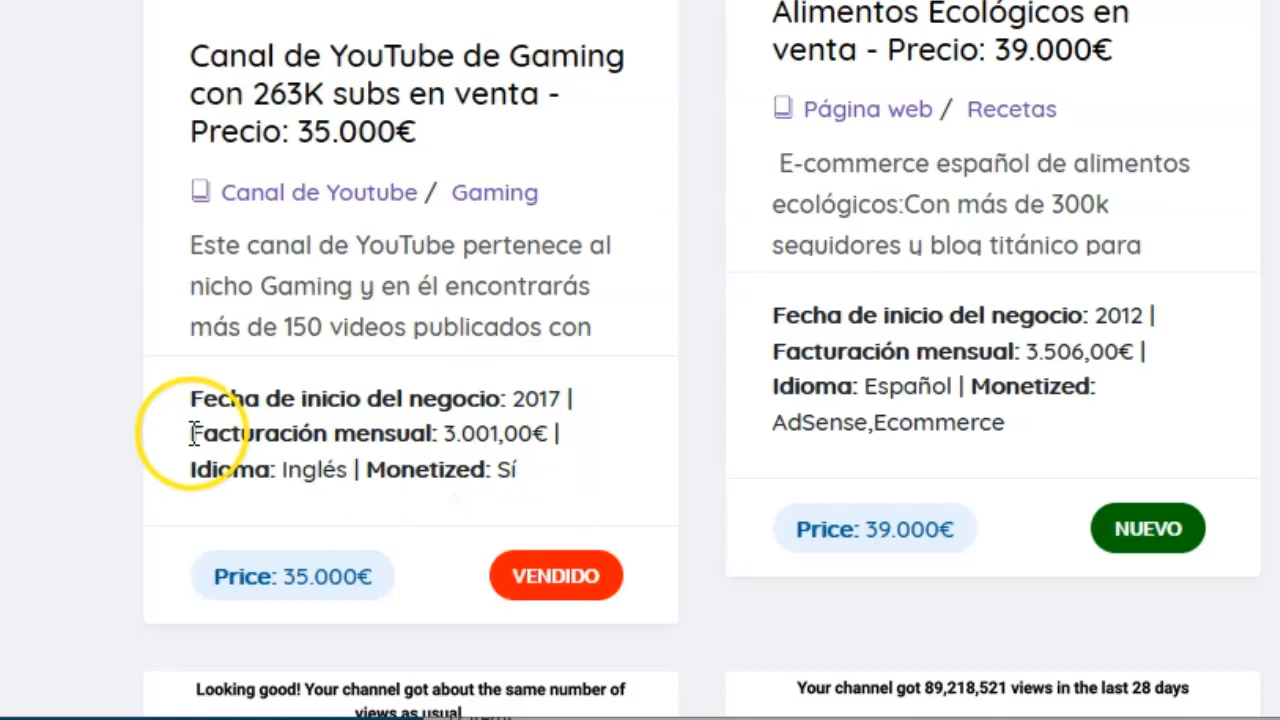 Canal de YouTube de Gaming
con 263K subs en venta -
Precio: 35.000€
Canal de Youtube / Gaming
Este canal de YouTube pertenece al
nicho Gaming y en él encontrarás
más de 150 videos publicados con
Fecha de inicio del negocio: 2017 |
Facturación mensual: 3.001,00€ |
Idioma: Inglés | Monetized: Sí
Price: 35.000€
VENDIDO
Looking good! Your channel got about the same number of
views as usual
Alimentos Ecológicos en
venta - Precio: 39.000€
Página web / Recetas
E-commerce español de alimentos
ecológicos:Con más de 300k
seguidores y blog titánico para
Fecha de inicio del negocio: 2012 |
Facturación mensual: 3.506,00€ |
Idioma: Español | Monetized:
AdSense,Ecommerce
Price: 39.000€
NUEVO
Your channel got 89,218,521 views in the last 28 days